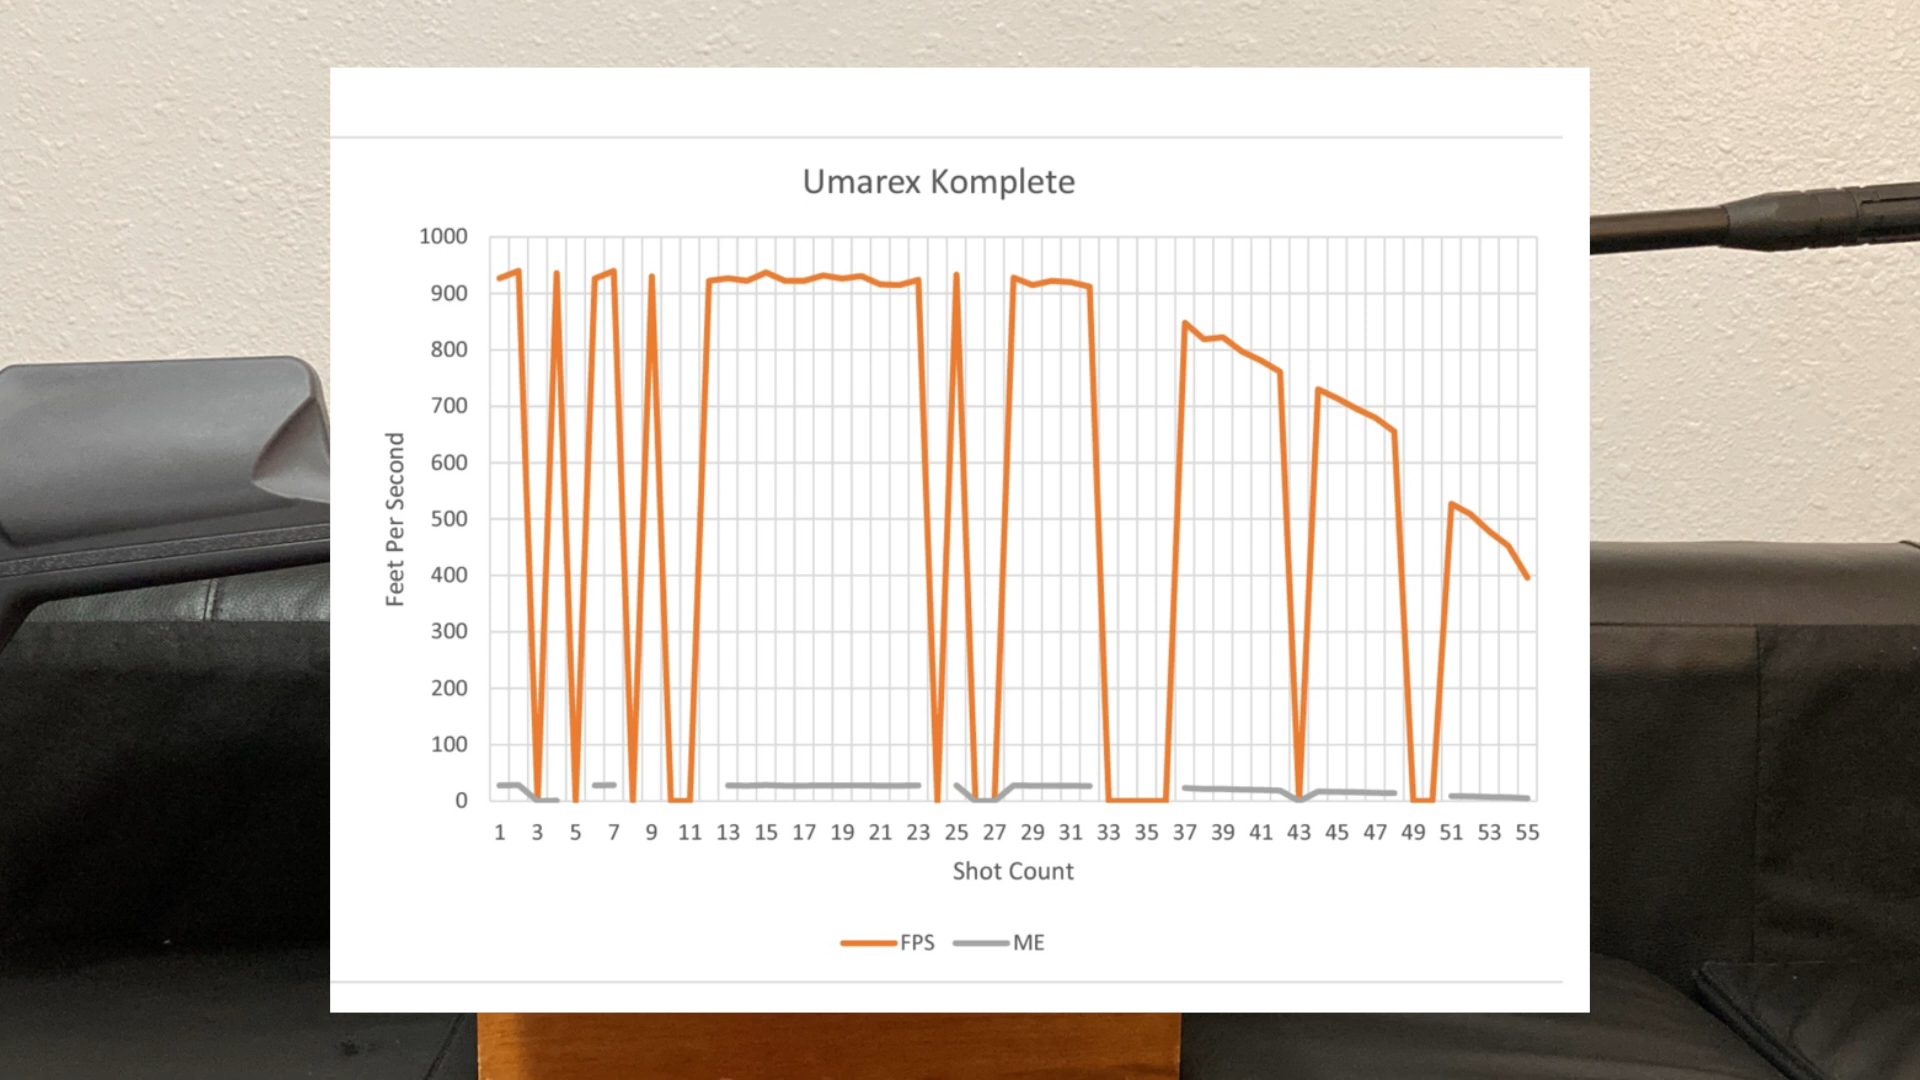 Umarex Komplete
1000
900
800
700
600
500
400
300
200
100
0
Feet Per Second
1 3 5 7 9 11 13 15 17 19 21 23 25 27 29 31 33 35 37 39 41 43 45 47 49 51 53 55
Shot Count
FPS ME